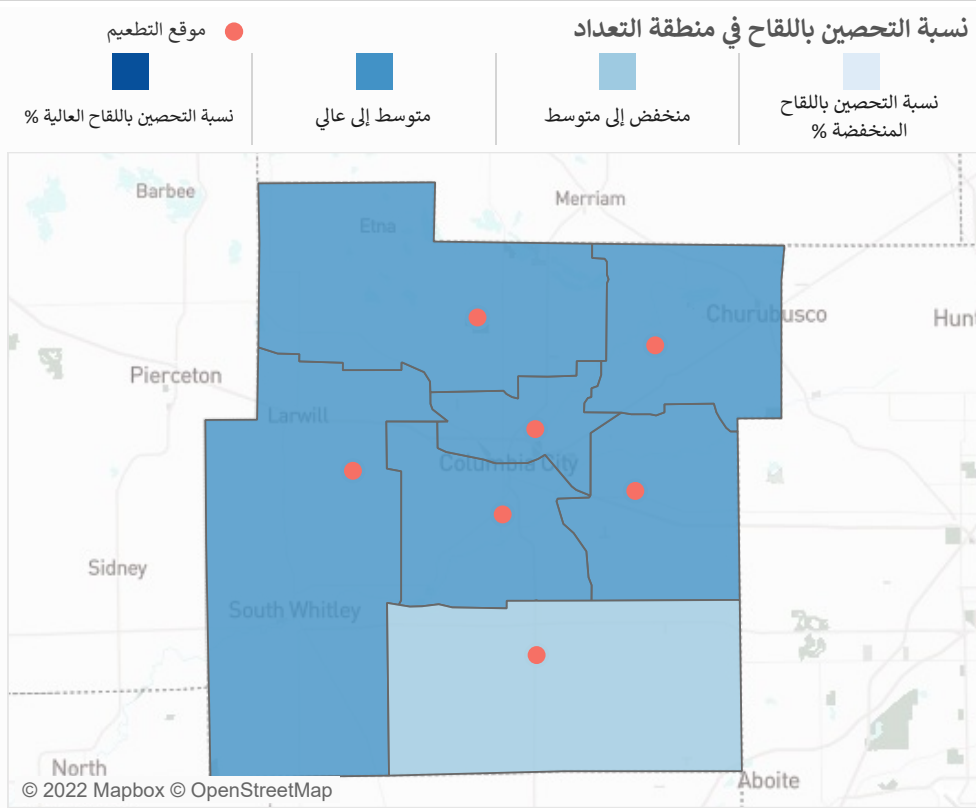 نسبة التحصين باللقاح في منطقة التعداد
موقع التطعيم
نسبة التحصين باللقاح
المنخفضة %
منخفض إلى متوسط
متوسط إلى عالي
نسبة التحصين باللقاح العالية %
Barbee
Merriam
Etna
Churubusco
Hunt
Pierceton
Larwill
Columbia City
Sidney
South Whitley
North
Aboite
© 2022 Mapbox © OpenStreetMap